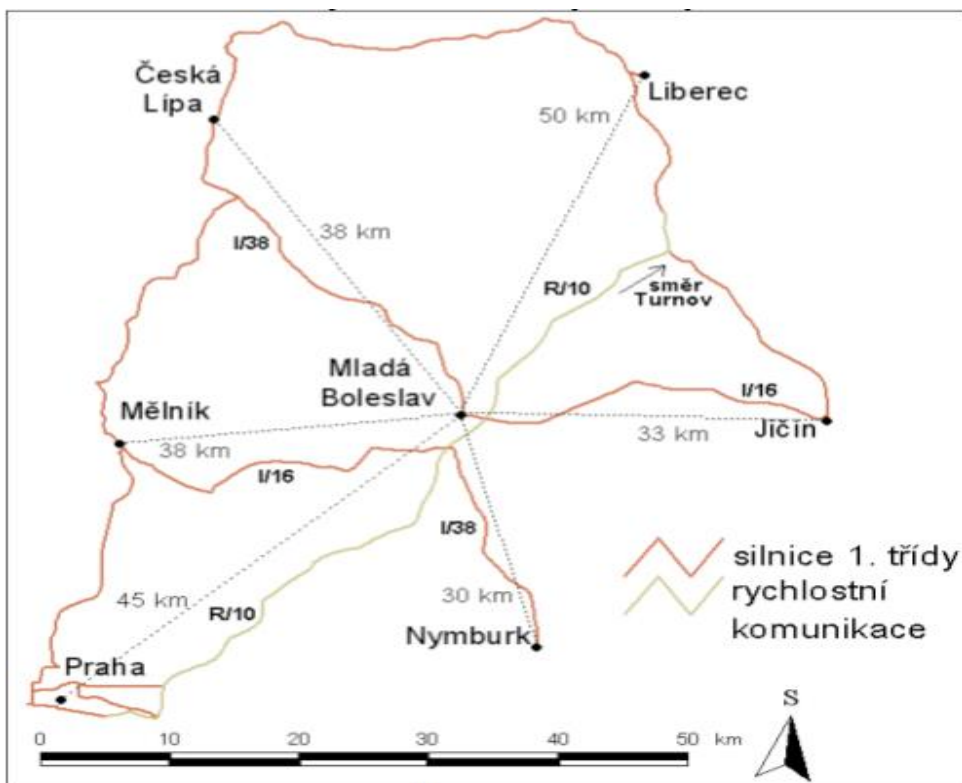 Česká
Lípa
Liberec
50 km
38 km
I/38
R/10
směr
Turnov
Mladá
Boleslav
I/16
Mělník
38 km
33 km
Jičín
I/16
I/38
45 km
R/10
30 km
Nymburk
silnice 1. třídy
rychlostní
komunikace
Praha
S
0 10 20 30 40 50 km